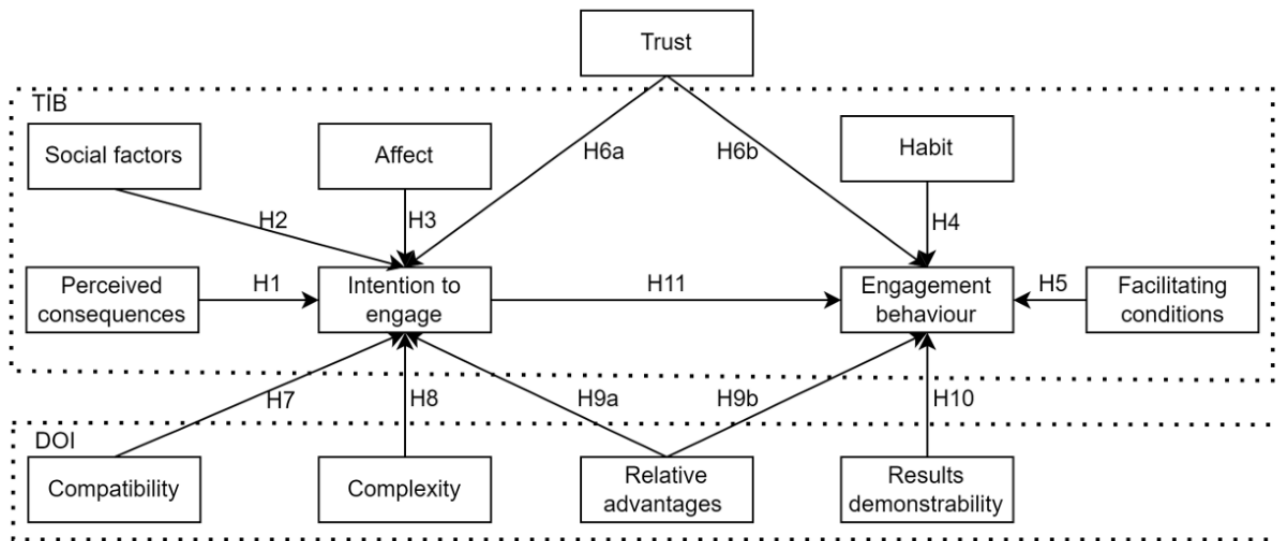 Trust
TIB
Social factors
Affect
H6a
H6b
Habit
H2
H3
H4
Perceived
consequences
H1
Intention to
engage
H11
Engagement
behaviour
H5
Facilitating
conditions
H7
H8
H9a
H9b
H10
DOI
Compatibility
Complexity
Relative
advantages
Results
demonstrability